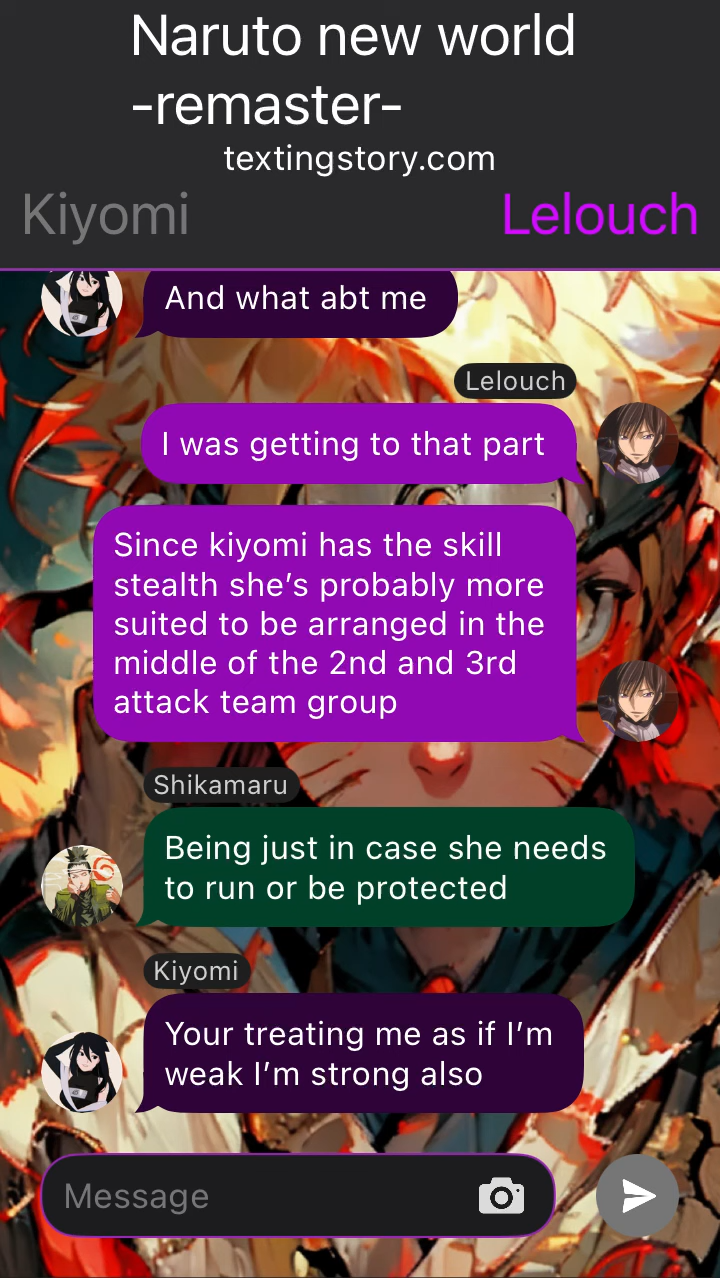 Naruto new world
-remaster-
textingstory.com
Kiyomi
Lelouch
And what abt me
Lelouch
I was getting to that part
Since kiyomi has the skill
stealth she’s probably more
suited to be arranged in the
middle of the 2nd and 3rd
attack team group
Shikamaru
Being just in case she needs
to run or be protected
Kiyomi
Your treating me as if I’m
weak I’m strong also
Message